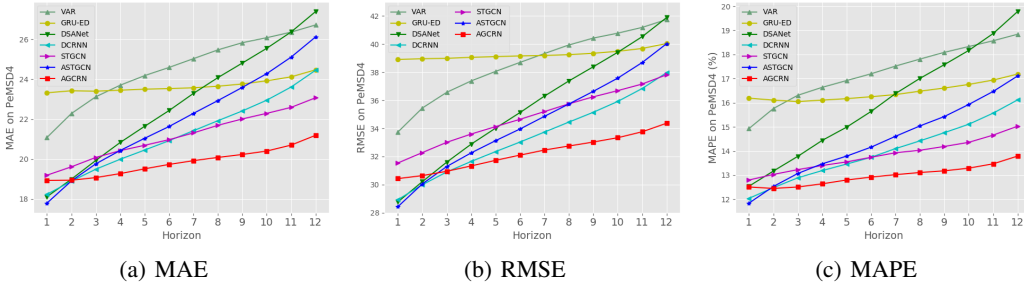 VAR
GRU-ED
DSANet
DCRNN
STGCN
ASTGCN
AGCRN
MAE on PeMSD4
26
24
22
20
18
1 2 3 4 5 6 7 8 9 10 11 12
Horizon
(a) MAE
VAR STGCN
GRU-ED ASTGCN
DSANet AGCRN
DCRNN
RMSE on PeMSD4
42
40
38
36
34
32
30
28
1 2 3 4 5 6 7 8 9 10 11 12
Horizon
(b) RMSE
VAR STGCN
GRU-ED ASTGCN
DSANet AGCRN
DCRNN
MAPE on PeMSD4 (%)
20
19
18
17
16
15
14
13
12
1 2 3 4 5 6 7 8 9 10 11 12
Horizon
(c) MAPE